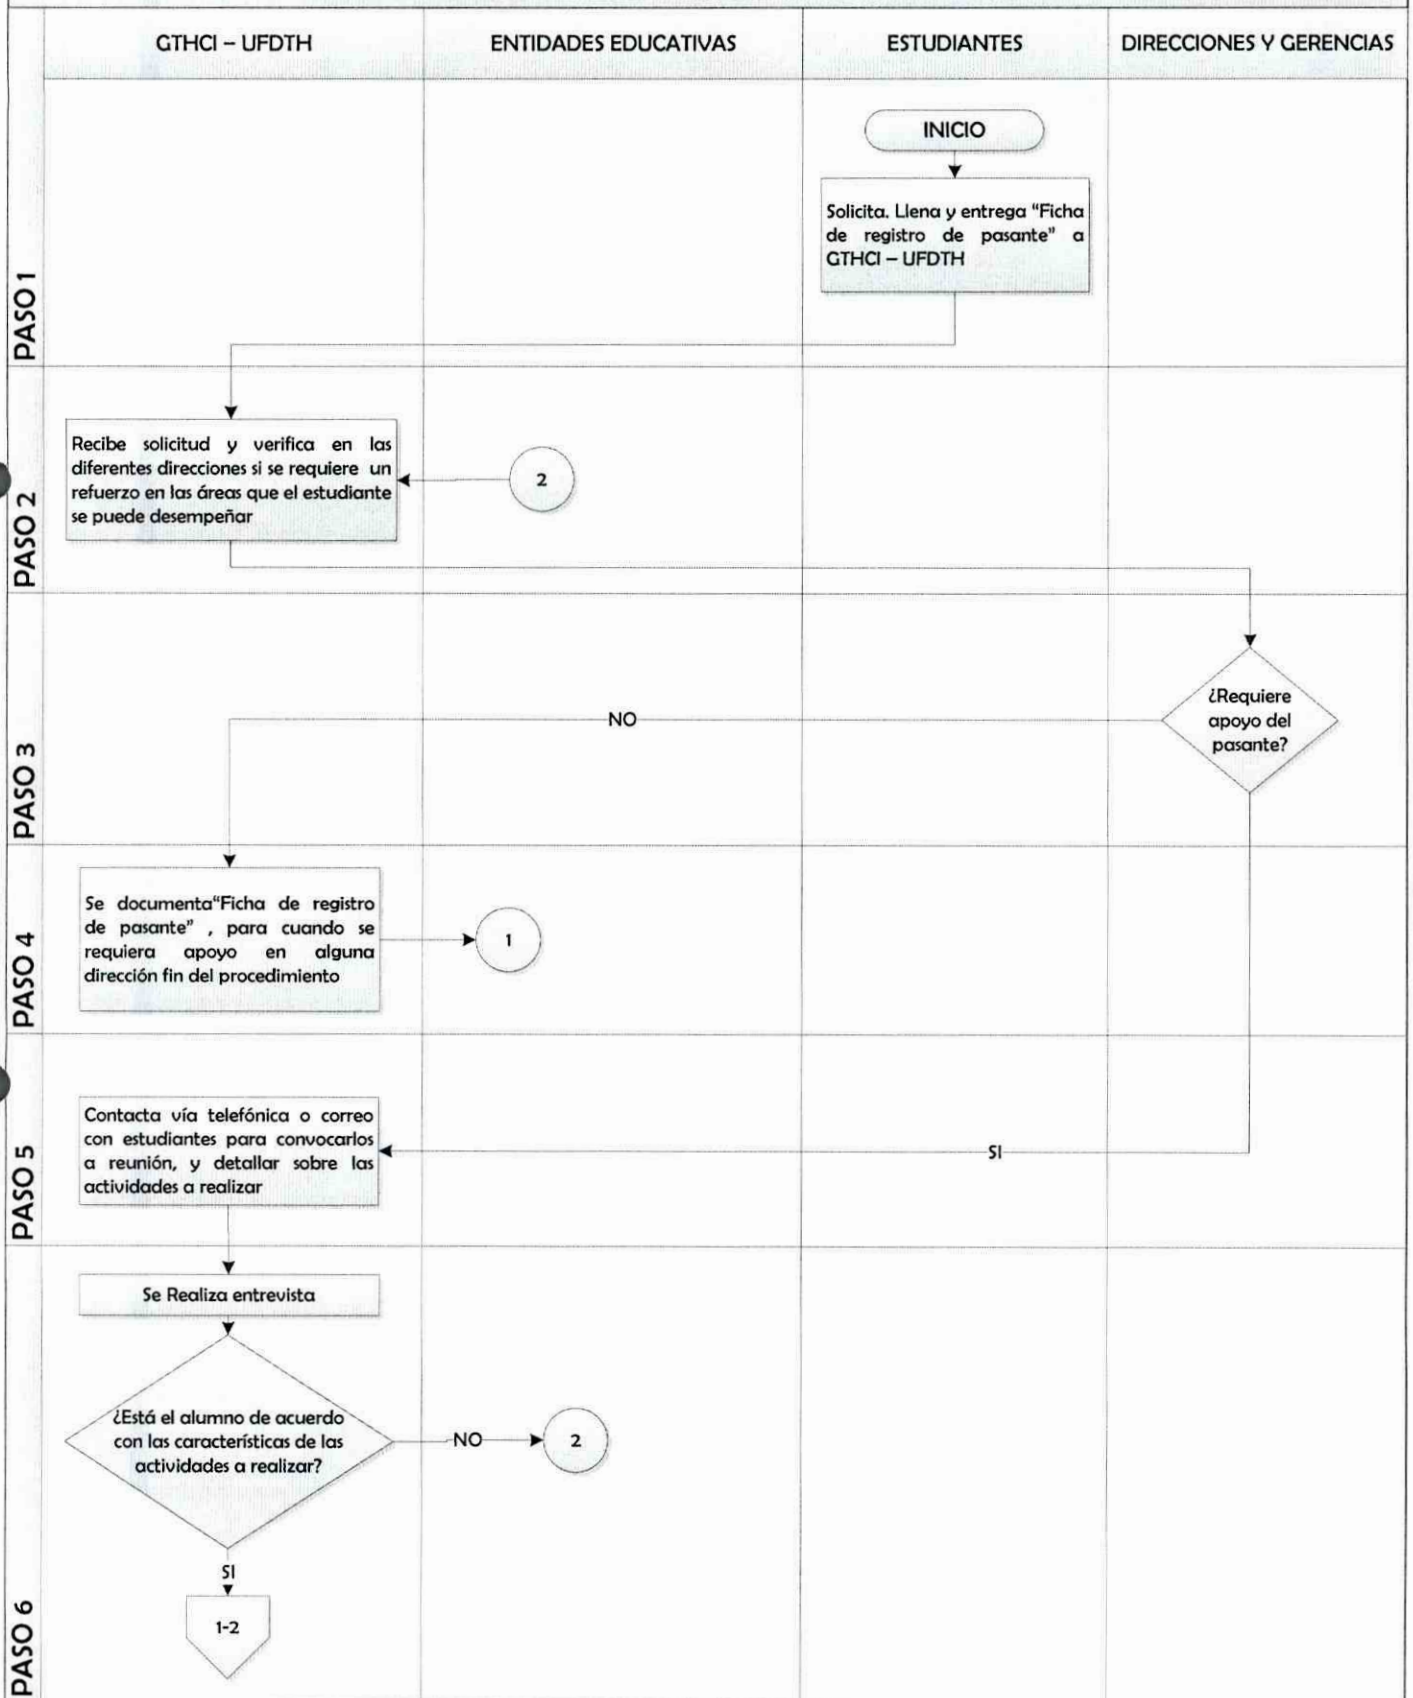 GTHCI – UFDTH
ENTIDADES EDUCATIVAS
ESTUDIANTES
DIRECCIONES Y GERENCIAS
PASO 1
INICIO
Solicita. Llena y entrega “Ficha
de registro de pasante” a
GTHCI – UFDTH
PASO 2
Recibe solicitud y verifica en las
diferentes direcciones si se requiere un
refuerzo en las áreas que el estudiante
se puede desempeñar
2
PASO 3
¿Requiere
apoyo del
pasante?
NO
PASO 4
Se documenta“Ficha de registro
de pasante” , para cuando se
requiera apoyo en alguna
dirección fin del procedimiento
1
PASO 5
Contacta vía telefónica o correo
con estudiantes para convocarlos
a reunión, y detallar sobre las
actividades a realizar
SI
PASO 6
Se Realiza entrevista
¿Está el alumno de acuerdo
con las características de las
actividades a realizar?
NO
2
SI
1-2